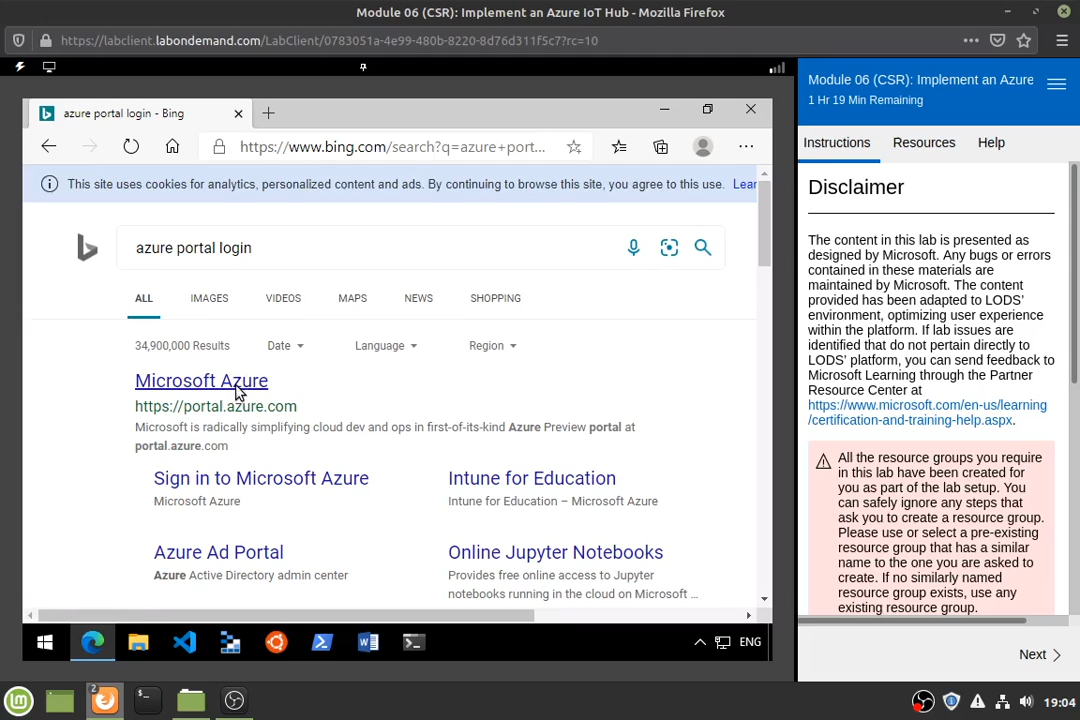 Module 06 (CSR): Implement an Azure IoT Hub - Mozilla Firefox
https://labclient.labondemand.com/LabClient/0783051a-4e99-480b-8220-8d76d311f5c7?rc=10
azure portal login - Bing
https://www.bing.com/search?q=azure+port...
This site uses cookies for analytics, personalized content and ads. By continuing to browse this site, you agree to this use. Lear
azure portal login
ALL IMAGES VIDEOS MAPS NEWS SHOPPING
34,900,000 Results Date Language Region
Microsoft Azure
https://portal.azure.com
Microsoft is radically simplifying cloud dev and ops in first-of-its-kind Azure Preview portal at
portal.azure.com
Sign in to Microsoft Azure
Microsoft Azure
Intune for Education
Intune for Education – Microsoft Azure
Azure Ad Portal
Azure Active Directory admin center
Online Jupyter Notebooks
Provides free online access to Jupyter
notebooks running in the cloud on Microsoft ...
ENG
Module 06 (CSR): Implement an Azure
1 Hr 19 Min Remaining
Instructions Resources Help
Disclaimer
The content in this lab is presented as
designed by Microsoft. Any bugs or errors
contained in these materials are
maintained by Microsoft. The content
provided has been adapted to LODS'
environment, optimizing user experience
within the platform. If lab issues are
identified that do not pertain directly to
LODS' platform, you can send feedback to
Microsoft Learning through the Partner
Resource Center at
https://www.microsoft.com/en-us/learning
/certification-and-training-help.aspx.
All the resource groups you require
in this lab have been created for
you as part of the lab setup. You
can safely ignore any steps that
ask you to create a resource group.
Please use or select a pre-existing
resource group that has a similar
name to the one you are asked to
create. If no similarly named
resource group exists, use any
existing resource group.
Next
2
19:04